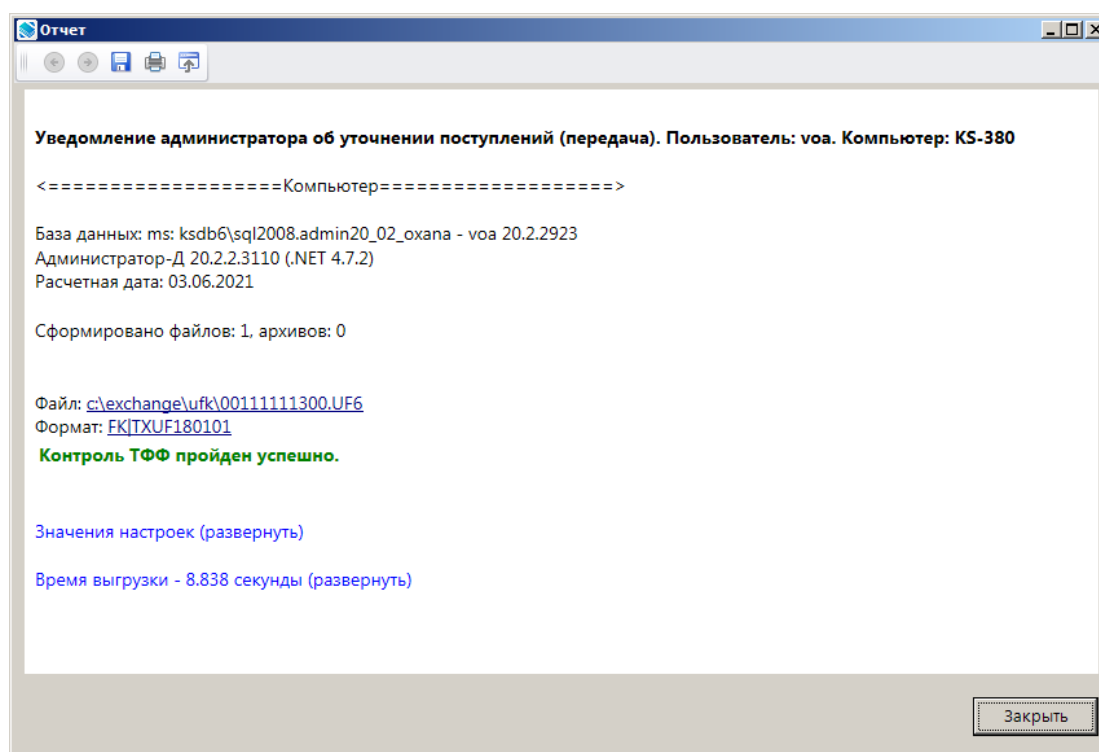 Отчет
Уведомление администратора об уточнении поступлений (передача). Пользователь: voa. Компьютер: KS-380
<===================Компьютер===================>
База данных: ms: ksdb6\sql2008.admin20_02_oxana - voa 20.2.2923
Администратор-Д 20.2.2.3110 (.NET 4.7.2)
Расчетная дата: 03.06.2021
Сформировано файлов: 1, архивов: 0
Файл: c:\exchange\ufk\00111111300.UF6
Формат: FK|TXUF180101
Контроль ТФФ пройден успешно.
Значения настроек (развернуть)
Время выгрузки - 8.838 секунды (развернуть)
Закрыть